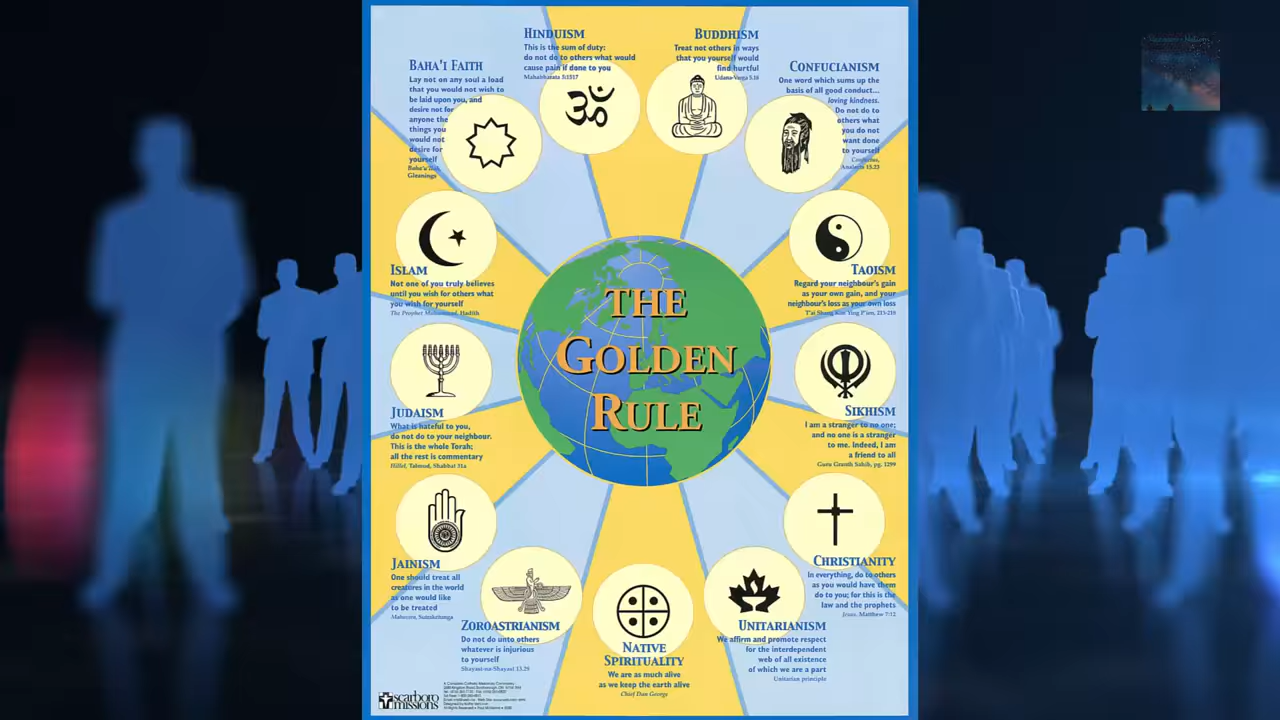 HINDUISM
This is the sum of duty:
do not do to others what would
cause pain if done to you
Mahabharata 5:1517
BUDDHISM
Treat not others in ways
that you yourself would
find hurtful
Udana-Varga 5.18
CONFUCIANISM
One word which sums up the
basis of all good conduct...
loving kindness.
Do not do to
others what
you do not
want done
to yourself
Confucius,
Analects 15.23
TAOISM
Regard your neighbour's gain
as your own gain, and your
neighbour's loss as your own loss
T'ai Shang Kan Ying P'ien, 213-218
SIKHISM
I am a stranger to no one;
and no one is a stranger
to me. Indeed, I am
a friend to all
Guru Granth Sahib, pg. 1299
CHRISTIANITY
In everything, do to others
as you would have them
do to you; for this is the
law and the prophets
Jesus, Matthew 7:12
UNITARIANISM
We affirm and promote respect
for the interdependent
web of all existence
of which we are a part
Unitarian principle
NATIVE
SPIRITUALITY
We are as much alive
as we keep the earth alive
Chief Dan George
ZOROASTRIANISM
Do not do unto others
whatever is injurious
to yourself
Shayast-na-Shayast 13.29
JAINISM
One should treat all
creatures in the world
as one would like
to be treated
Mahavira, Sutrakritanga
JUDAISM
What is hateful to you,
do not do to your neighbour.
This is the whole Torah;
all the rest is commentary
Hillel, Talmud, Shabbat 31a
ISLAM
Not one of you truly believes
until you wish for others what
you wish for yourself
The Prophet Muhammad, Hadith
BAHA'I FAITH
Lay not on any soul a load
that you would not wish to
be laid upon you, and
desire not for
anyone the
things you
would not
desire for
yourself
Baha'u'llah,
Gleanings
THE
GOLDEN
RULE
scarboro
missions